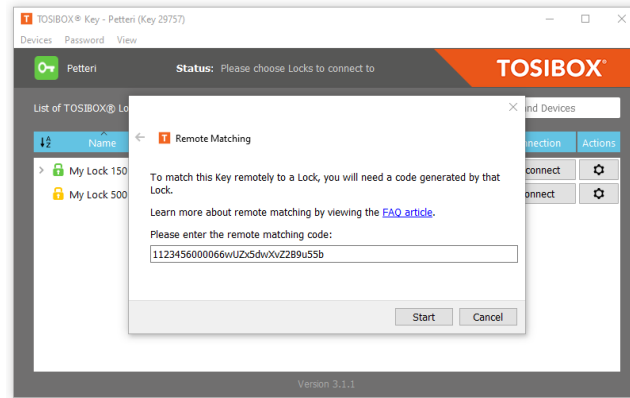 TOSIBOX® Key - Petteri (Key 29757)
Devices Password View
Petteri
Status: Please choose Locks to connect to
TOSIBOX®
List of TOSIBOX® Lo
nd Devices
Name
nnection
Actions
Remote Matching
My Lock 150
connect
My Lock 500
onnect
To match this Key remotely to a Lock, you will need a code generated by that
Lock.
Learn more about remote matching by viewing the FAQ article.
Please enter the remote matching code:
1123456000066wUZx5dwXvZ2B9u55b
Start Cancel
Version 3.1.1